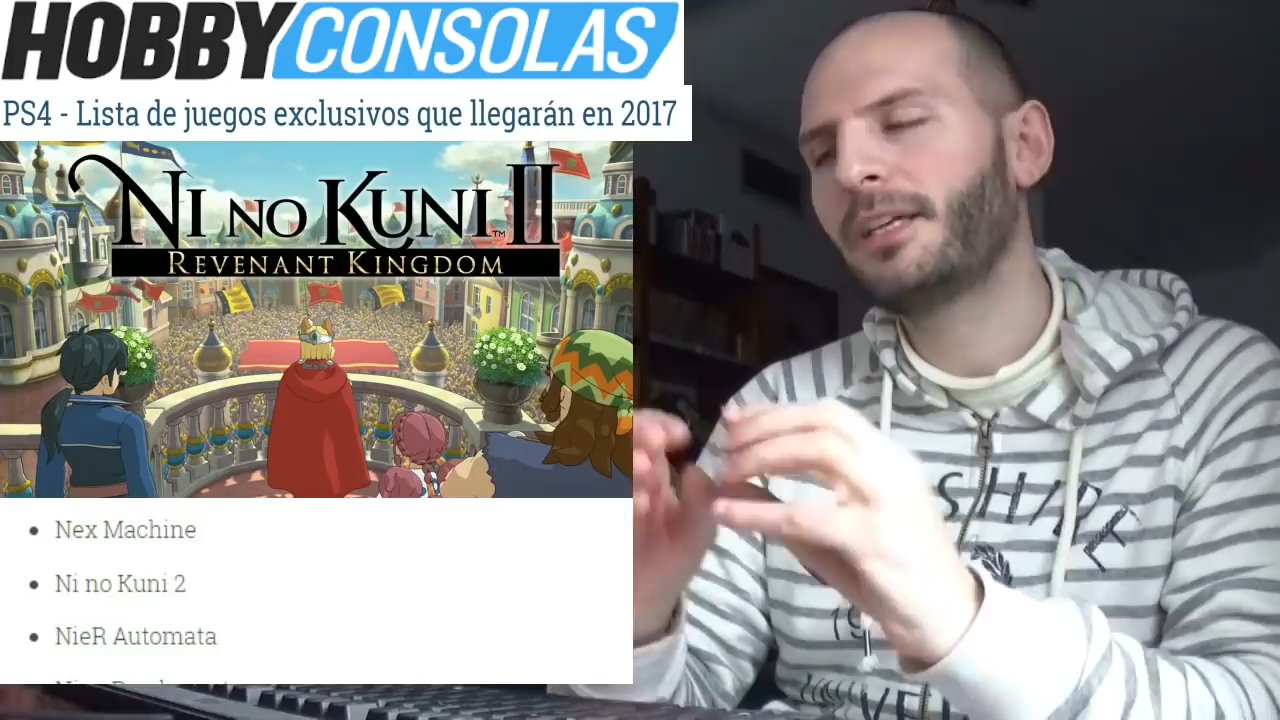 HOBBYCONSOLAS
PS4 - Lista de juegos exclusivos que llegarán en 2017
NI NO KUNI™ II
REVENANT KINGDOM
• Nex Machine
• Ni no Kuni 2
• NieR Automata